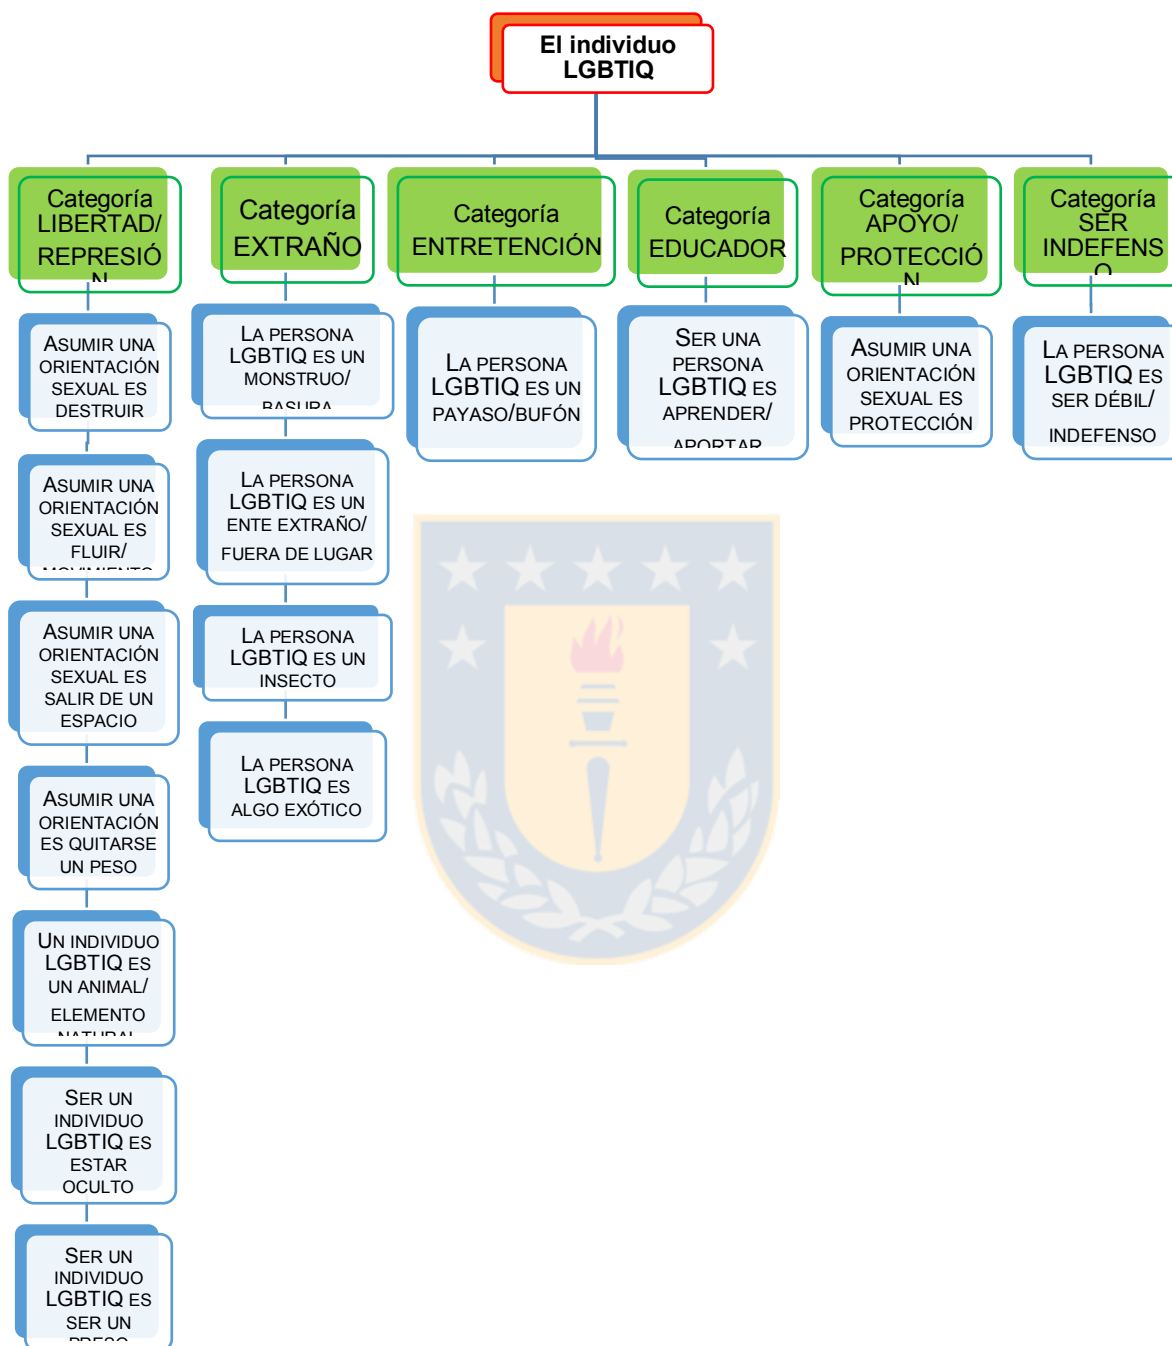 El individuo
LGBTIQ
Categoría
LIBERTAD/
REPRESIÓ
N
ASUMIR UNA
ORIENTACIÓN
SEXUAL ES
DESTRUIR
ASUMIR UNA
ORIENTACIÓN
SEXUAL ES
FLUIR/
MOVIMIENTO
ASUMIR UNA
ORIENTACIÓN
SEXUAL ES
SALIR DE UN
ESPACIO
ASUMIR UNA
ORIENTACIÓN
ES QUITARSE
UN PESO
UN INDIVIDUO
LGBTIQ ES
UN ANIMAL/
ELEMENTO
NATURAL
SER UN
INDIVIDUO
LGBTIQ ES
ESTAR
OCULTO
SER UN
INDIVIDUO
LGBTIQ ES
SER UN
PRESO
Categoría
EXTRAÑO
LA PERSONA
LGBTIQ ES UN
MONSTRUO/
BASURA
LA PERSONA
LGBTIQ ES UN
ENTE EXTRAÑO/
FUERA DE LUGAR
LA PERSONA
LGBTIQ ES UN
INSECTO
LA PERSONA
LGBTIQ ES
ALGO EXÓTICO
Categoría
ENTRETENCIÓN
LA PERSONA
LGBTIQ ES UN
PAYASO/BUFÓN
Categoría
EDUCADOR
SER UNA
PERSONA
LGBTIQ ES
APRENDER/
APORTAR
Categoría
APOYO/
PROTECCIÓ
N
ASUMIR UNA
ORIENTACIÓN
SEXUAL ES
PROTECCIÓN
Categoría
SER
INDEFENS
O
LA PERSONA
LGBTIQ ES
SER DÉBIL/
INDEFENSO